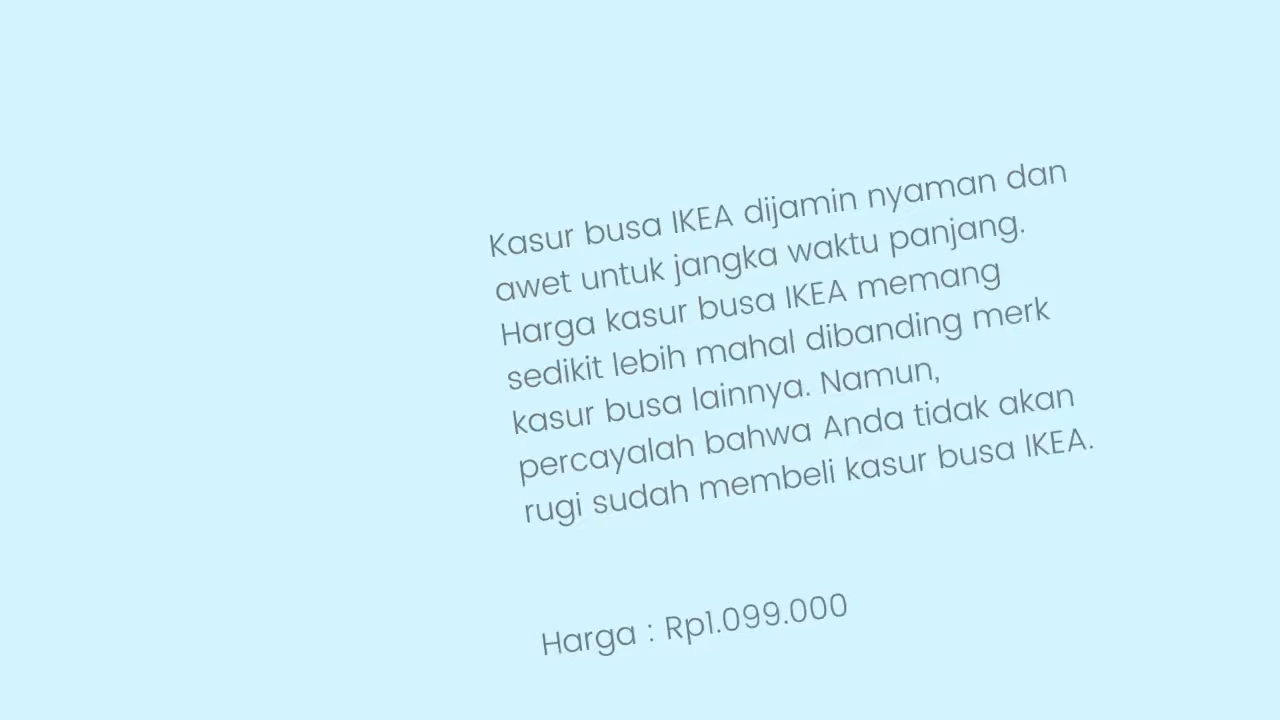 Kasur busa IKEA dijamin nyaman dan
awet untuk jangka waktu panjang.
Harga kasur busa IKEA memang
sedikit lebih mahal dibanding merk
kasur busa lainnya. Namun,
percayalah bahwa Anda tidak akan
rugi sudah membeli kasur busa IKEA.
Harga : Rp1.099.000